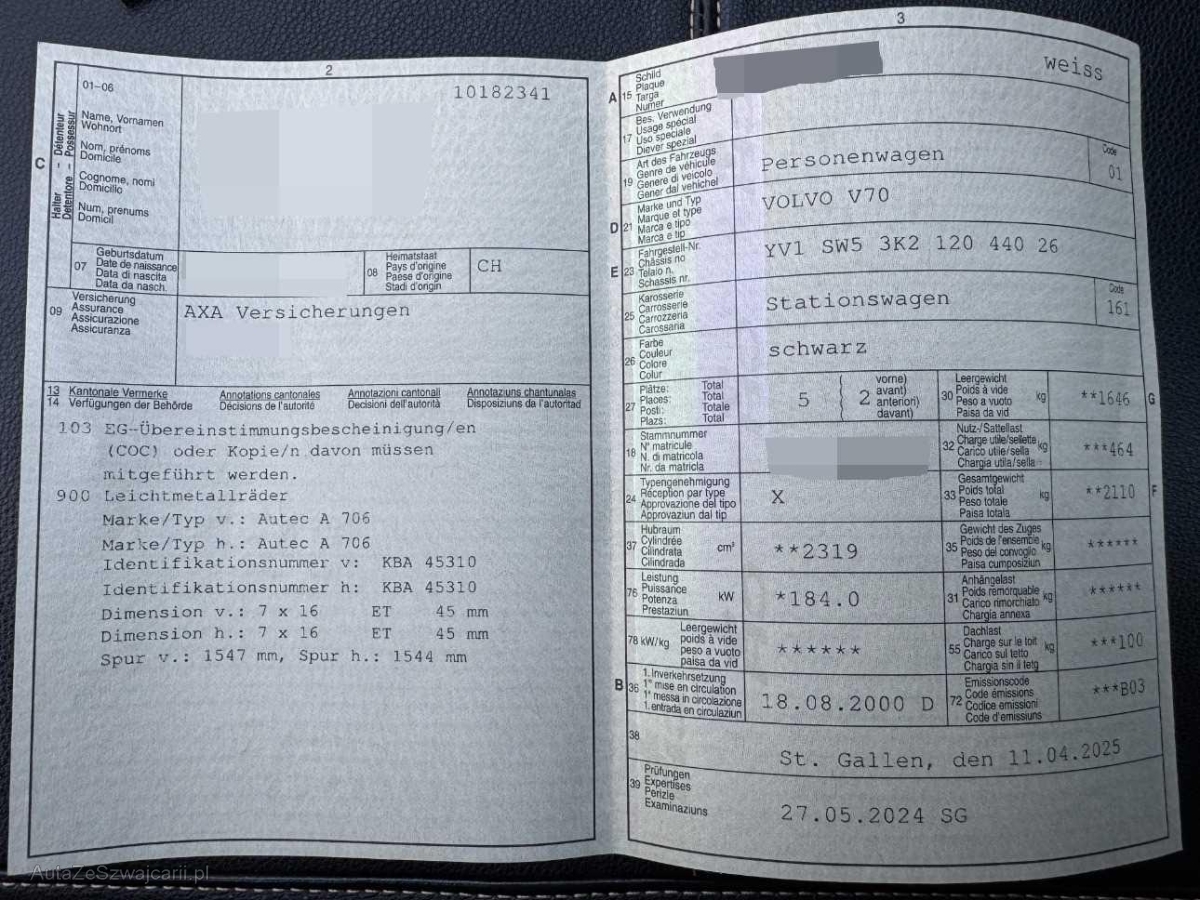 2
01-06
10182341
C
Halter - Détenteur
Detentore - Possessur
Name, Vornamen
Wohnort
Nom, prénoms
Domicile
Cognome, nomi
Domicilio
Num, prenums
Domicil
07
Geburtsdatum
Date de naissance
Data di nascita
Data da nasch.
08
Heimatstaat
Pays d'origine
Paese d'origine
Stadi d'origin
CH
09
Versicherung
Assurance
Assicurazione
Assicuranza
AXA Versicherungen
13 Kantonale Vermerke Annotations cantonales Annotazioni cantonali Annotaziuns chantunalas
14 Verfügungen der Behörde Décisions de l'autorité Decisioni dell'autorità Disposiziuns da l'autoritad
103 EG-Übereinstimmungsbescheinigung/en
(COC) oder Kopie/n davon müssen
mitgeführt werden.
900 Leichtmetallräder
Marke/Typ v.: Autec A 706
Marke/Typ h.: Autec A 706
Identifikationsnummer v: KBA 45310
Identifikationsnummer h: KBA 45310
Dimension v.: 7 x 16 ET 45 mm
Dimension h.: 7 x 16 ET 45 mm
Spur v.: 1547 mm, Spur h.: 1544 mm
3
A 15
Schild
Plaque
Targa
Numer
weiss
17
Bes. Verwendung
Usage spécial
Uso speciale
Diever spezial
19
Art des Fahrzeugs
Genre de véhicule
Genere di veicolo
Gener dal vehichel
Personenwagen
Code
01
D 21
Marke und Typ
Marque et type
Marca e tipo
Marca e tip
VOLVO V70
E 23
Fahrgestell-Nr.
Châssis no
Telaio n.
Schassis nr.
YV1 SW5 3K2 120 440 26
25
Karosserie
Carrosserie
Carrozzeria
Carossaria
Stationswagen
Code
161
26
Farbe
Couleur
Colore
Colur
schwarz
27
Plätze: Total
Places: Total
Posti: Totale
Plazs: Total
5
2
vorne)
avant)
anteriori)
davant)
30
Leergewicht
Poids à vide
Peso a vuoto
Paisa da vid
kg
**1646
G
18
Stammnummer
N° matricule
N. di matricola
Nr. da matricla
32
Nutz-/Sattellast
Charge utile/sellette
Carico utile/sella
Chargia utila/sella
kg
***464
24
Typengenehmigung
Réception par type
Approvazione del tipo
Approvaziun dal tip
X
33
Gesamtgewicht
Poids total
Peso totale
Paisa totala
kg
**2110
F
37
Hubraum
Cylindrée
Cilindrata
Cilindrada
cm³
**2319
35
Gewicht des Zuges
Poids de l'ensemble
Peso del convoglio
Paisa cumposiziun
kg
******
76
Leistung
Puissance
Potenza
Prestaziun
kW
*184.0
31
Anhängelast
Poids remorquable
Carico rimorchiato
Chargia annexa
kg
******
78 kW/kg
Leergewicht
poids à vide
peso a vuoto
paisa da vid
******
55
Dachlast
Charge sur le toit
Carico sul tetto
Chargia sin il tetg
kg
***100
B 36
1. Inverkehrsetzung
1re mise en circulation
1a messa in circolazione
1. entrada en circulaziun
18.08.2000 D
72
Emissionscode
Code émissions
Codice emissioni
Code d'emissiuns
***B03
38
St. Gallen, den 11.04.2025
39
Prüfungen
Expertises
Perizie
Examinaziuns
27.05.2024 SG
AutaZeSzwajcarii.pl